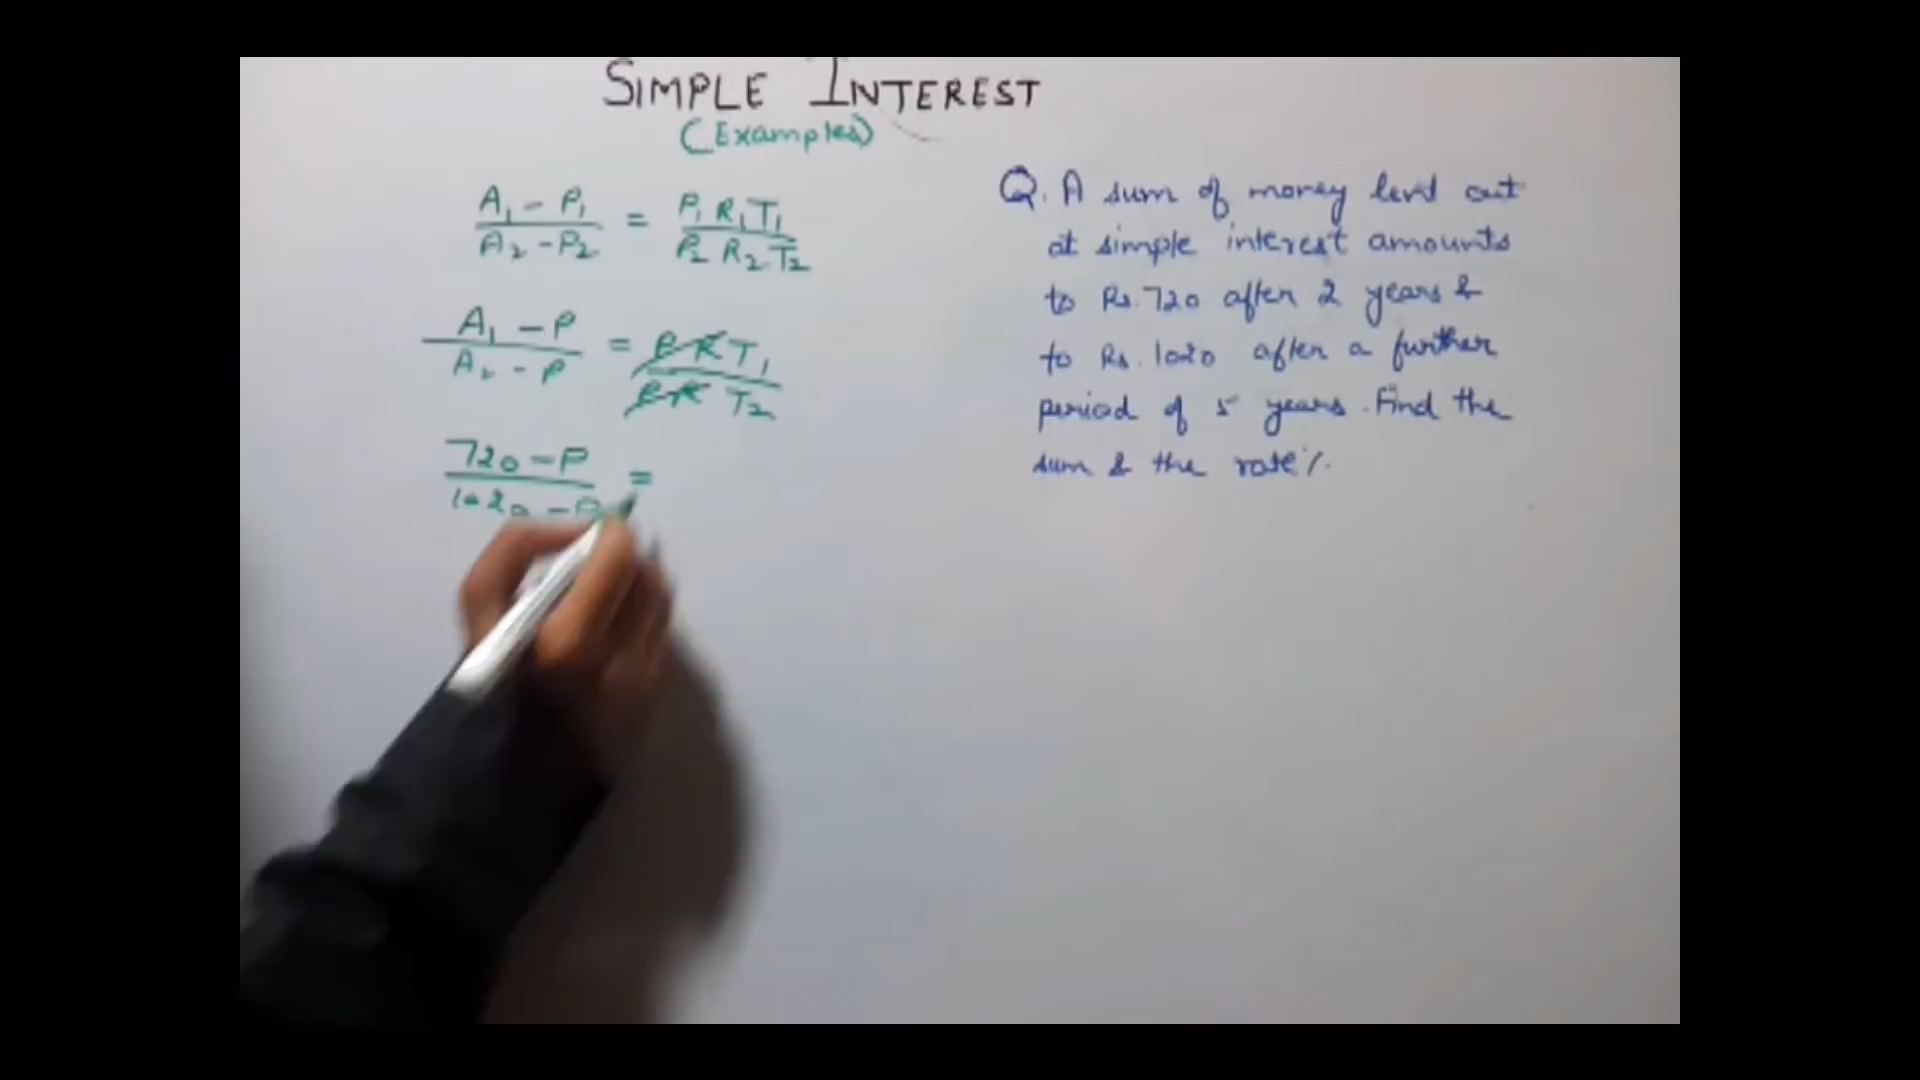 SIMPLE INTEREST
(Examples)
A₁ - P₁ / A₂ - P₂ = P₁ R₁ T₁ / P₂ R₂ T₂
A₁ - P / A₂ - P = P R T₁ / P R T₂
720 - P / 1020 - P =
Q. A sum of money lend out
at simple interest amounts
to Rs. 720 after 2 years &
to Rs. 1020 after a further
period of 5 years. Find the
sum & the rate%.